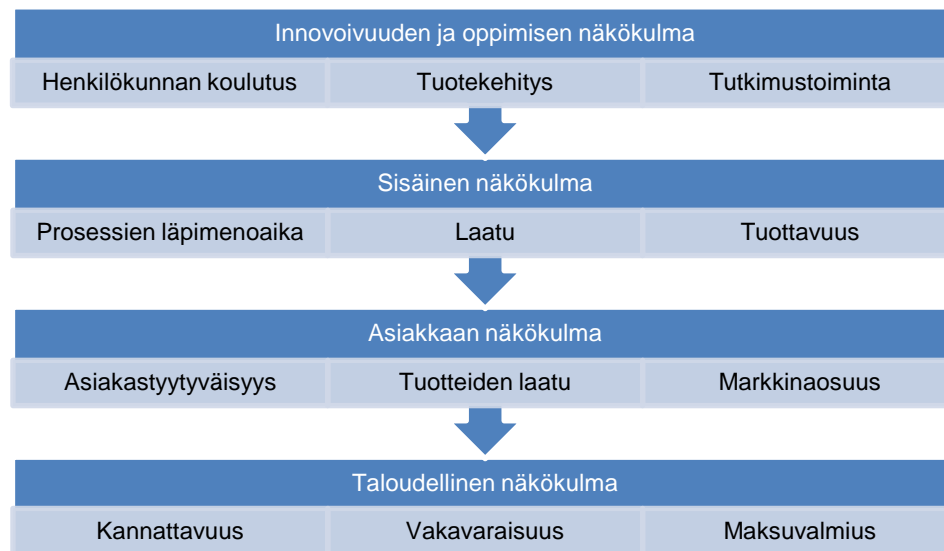 Innovoivuuden ja oppimisen näkökulma
Henkilökunnan koulutus Tuotekehitys Tutkimustoiminta
Sisäinen näkökulma
Prosessien läpimenoaika Laatu Tuottavuus
Asiakkaan näkökulma
Asiakastyytyväisyys Tuotteiden laatu Markkinaosuus
Taloudellinen näkökulma
Kannattavuus Vakavaraisuus Maksuvalmius